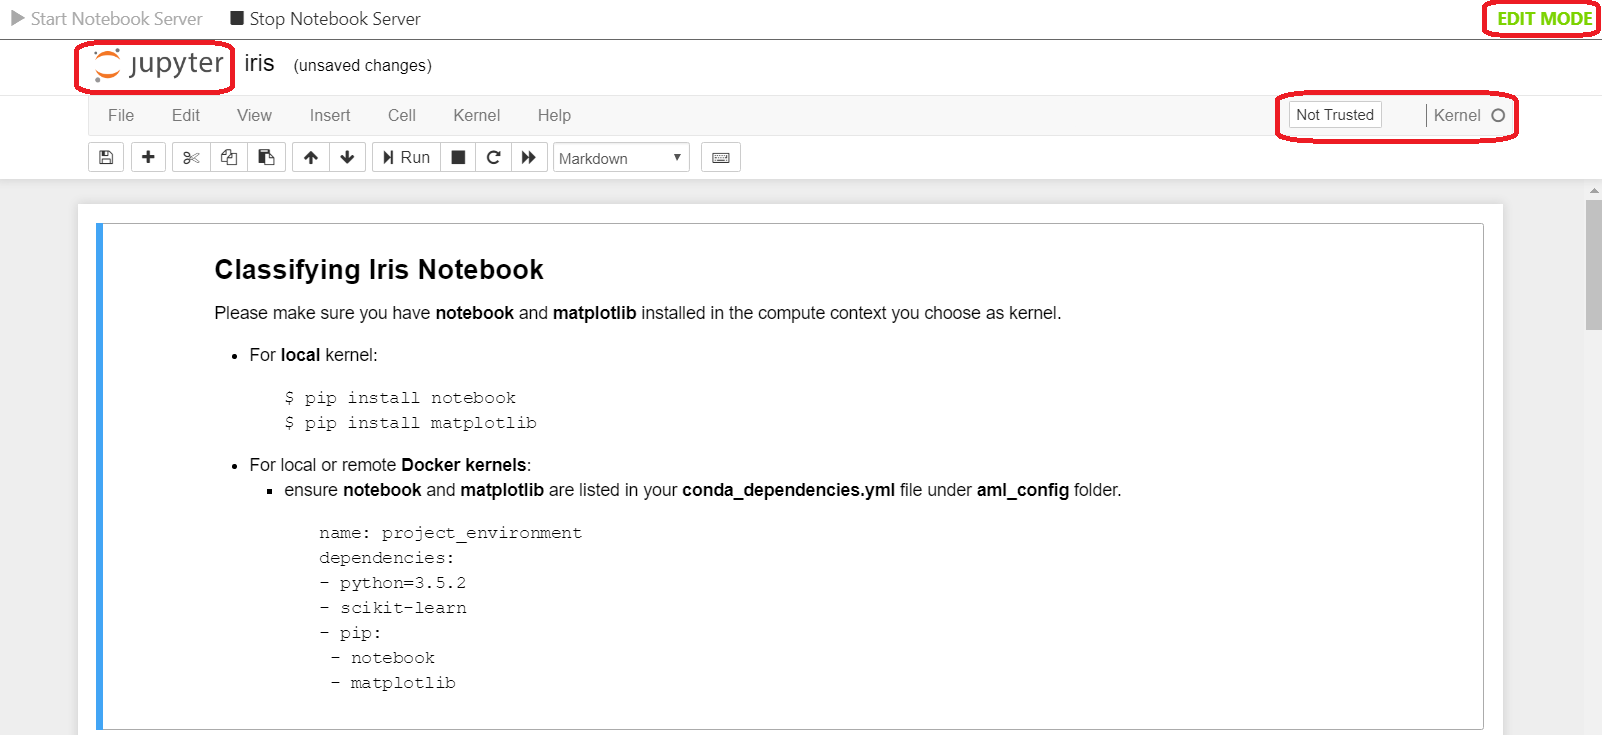 Start Notebook Server Stop Notebook Server EDIT MODE
jupyter iris (unsaved changes)
File Edit View Insert Cell Kernel Help Not Trusted Kernel
Run Markdown
Classifying Iris Notebook
Please make sure you have notebook and matplotlib installed in the compute context you choose as kernel.
• For local kernel:
$ pip install notebook
$ pip install matplotlib
• For local or remote Docker kernels:
▪ ensure notebook and matplotlib are listed in your conda_dependencies.yml file under aml_config folder.
name: project_environment
dependencies:
- python=3.5.2
- scikit-learn
- pip:
- notebook
- matplotlib